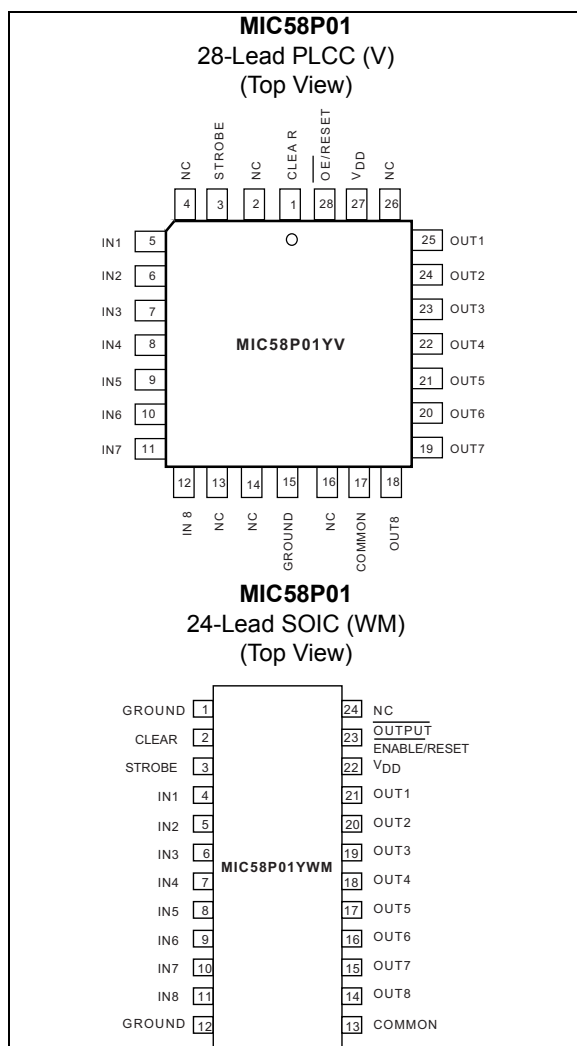 MIC58P01
28-Lead PLCC (V)
(Top View)
NC
STROBE
NC
CLEA R
OE/RESET
VDD
NC
4
3
2
1
28
27
26
IN1 5
25 OUT1
IN2 6
24 OUT2
IN3 7
23 OUT3
IN4 8
MIC58P01YV
22 OUT4
IN5 9
21 OUT5
IN6 10
20 OUT6
IN7 11
19 OUT7
12
13
14
15
16
17
18
IN 8
NC
NC
GROUND
NC
COMMON
OUT8
MIC58P01
24-Lead SOIC (WM)
(Top View)
GROUND 1
24 NC
CLEAR 2
23 OUTPUT
ENABLE/RESET
STROBE 3
22 VDD
IN1 4
21 OUT1
IN2 5
20 OUT2
IN3 6
19 OUT3
MIC58P01YWM
IN4 7
18 OUT4
IN5 8
17 OUT5
IN6 9
16 OUT6
IN7 10
15 OUT7
IN8 11
14 OUT8
GROUND 12
13 COMMON